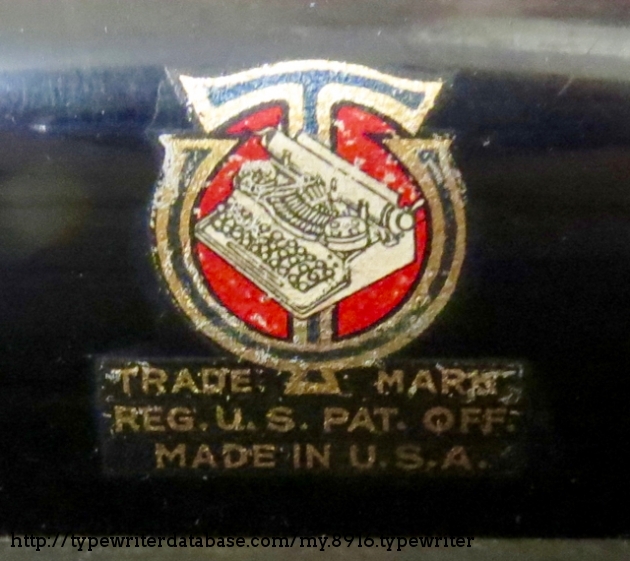 TRADE MARK
REG. U. S. PAT. OFF.
MADE IN U. S. A.
http://typewriterdatabase.com/my.8916.typewriter